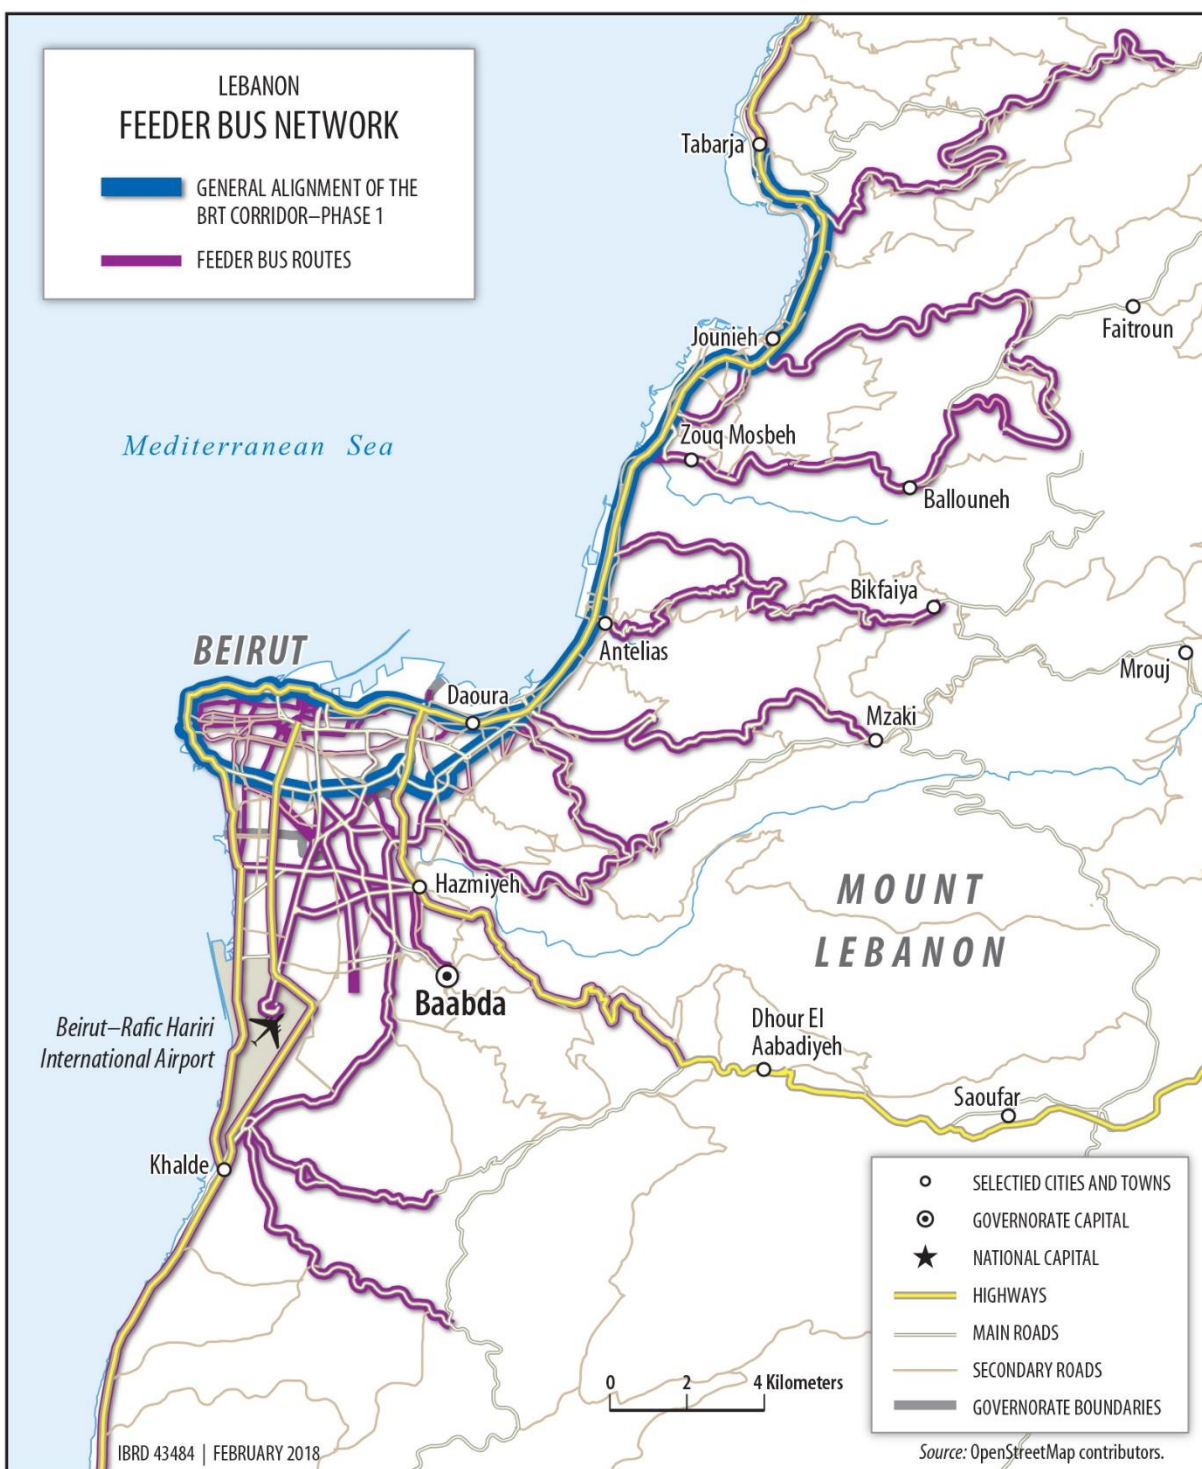 LEBANON
FEEDER BUS NETWORK
GENERAL ALIGNMENT OF THE
BRT CORRIDOR–PHASE 1
FEEDER BUS ROUTES
Tabarja
Faitroun
Jounieh
Mediterranean Sea
Zouq Mosbeh
Ballouneh
Bikfaiya
Antelias
BEIRUT
Mrouj
Daoura
Mzaki
Hazmiyeh
MOUNT
LEBANON
Baabda
Beirut–Rafic Hariri
International Airport
Dhour El
Aabadiyeh
Saoufar
Khalde
SELECTIED CITIES AND TOWNS
GOVERNORATE CAPITAL
NATIONAL CAPITAL
HIGHWAYS
MAIN ROADS
SECONDARY ROADS
GOVERNORATE BOUNDARIES
0 2 4 Kilometers
IBRD 43484 | FEBRUARY 2018
Source: OpenStreetMap contributors.